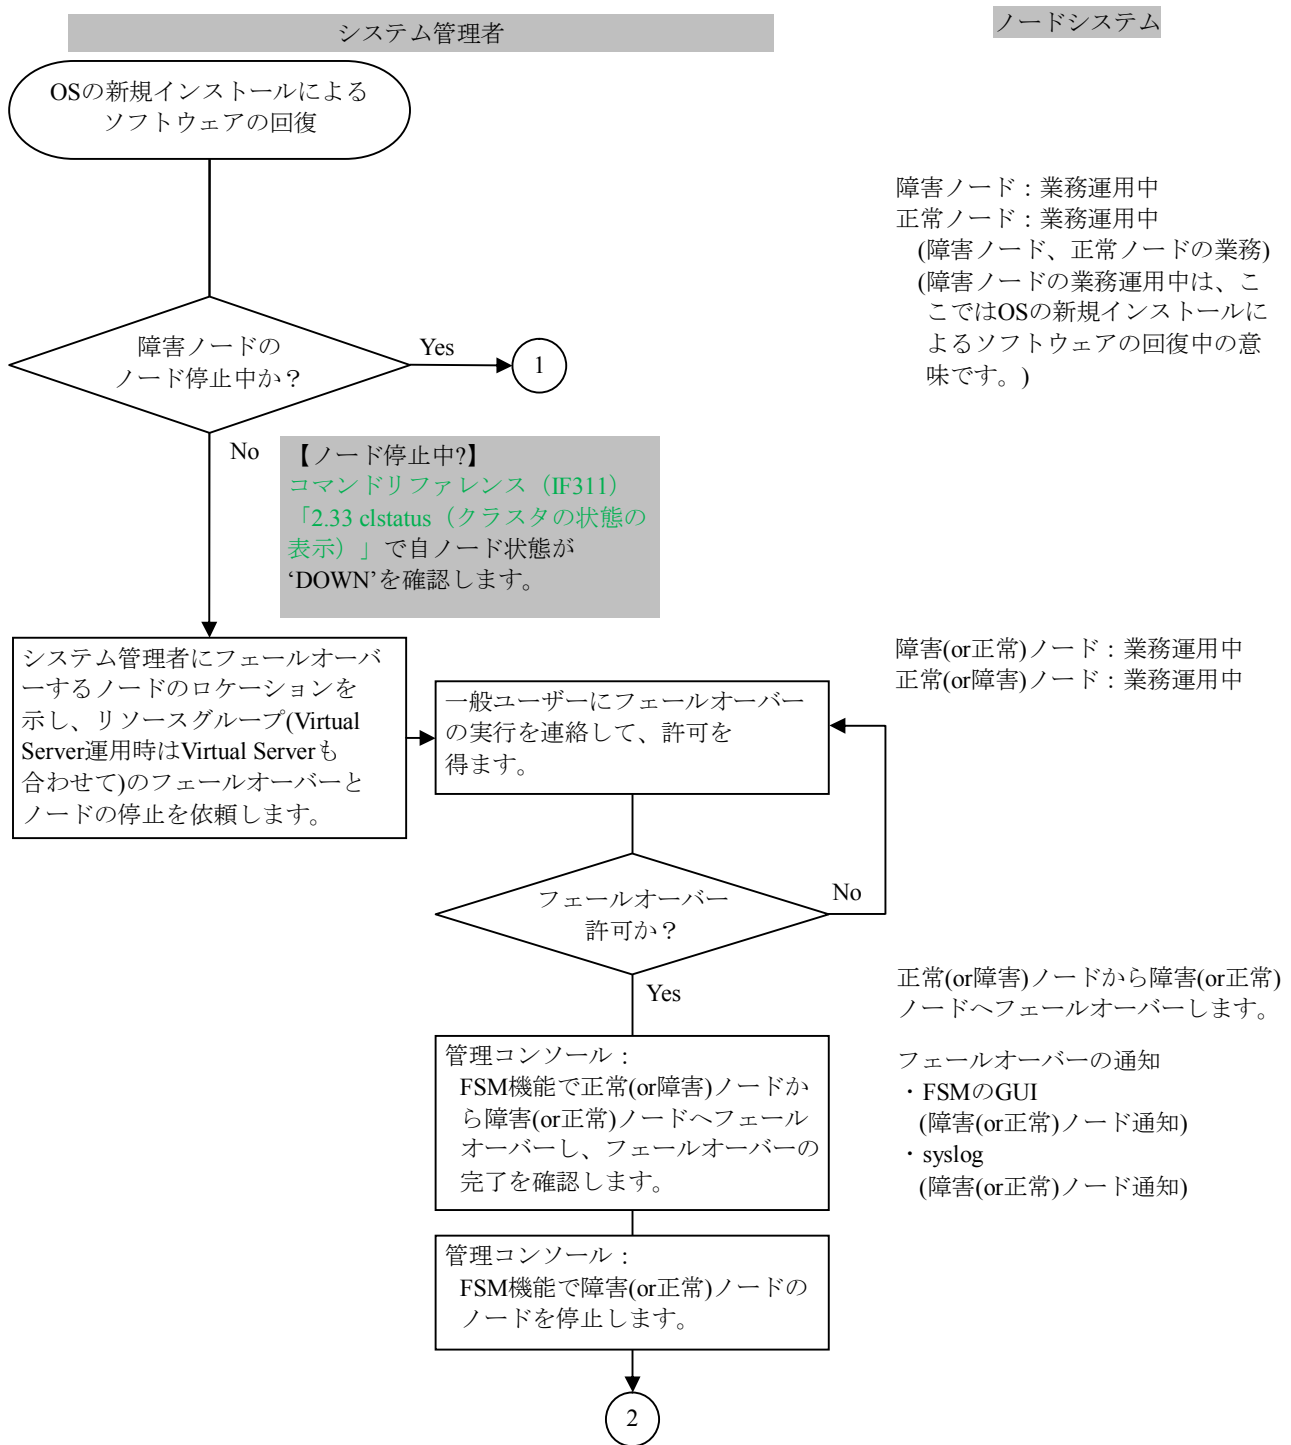 システム管理者
ノードシステム
OSの新規インストールによる
ソフトウェアの回復
障害ノード：業務運用中
正常ノード：業務運用中
(障害ノード、正常ノードの業務)
(障害ノードの業務運用中は、こ
こではOSの新規インストールに
よるソフトウェアの回復中の意
味です。)
障害ノードの
ノード停止中か？
Yes
1
No
【ノード停止中?】
コマンドリファレンス（IF311）
「2.33 clstatus（クラスタの状態の
表示）」で自ノード状態が
‘DOWN’を確認します。
システム管理者にフェールオーバ
ーするノードのロケーションを
示し、リソースグループ(Virtual
Server運用時はVirtual Serverも
合わせて)のフェールオーバーと
ノードの停止を依頼します。
障害(or正常)ノード：業務運用中
正常(or障害)ノード：業務運用中
一般ユーザーにフェールオーバー
の実行を連絡して、許可を
得ます。
フェールオーバー
許可か？
No
Yes
正常(or障害)ノードから障害(or正常)
ノードへフェールオーバーします。
管理コンソール：
FSM機能で正常(or障害)ノードか
ら障害(or正常)ノードへフェール
オーバーし、フェールオーバーの
完了を確認します。
フェールオーバーの通知
・FSMのGUI
(障害(or正常)ノード通知)
・syslog
(障害(or正常)ノード通知)
管理コンソール：
FSM機能で障害(or正常)ノードの
ノードを停止します。
2